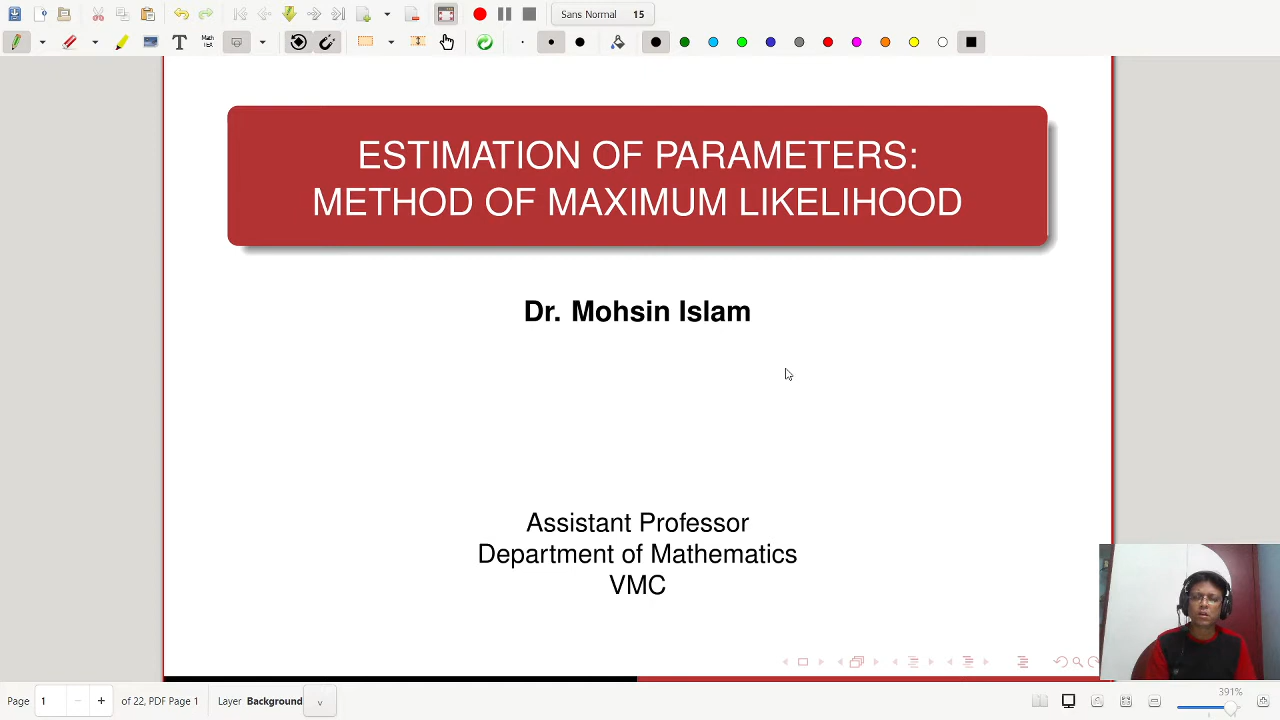 Sans Normal 15
ESTIMATION OF PARAMETERS:
METHOD OF MAXIMUM LIKELIHOOD
Dr. Mohsin Islam
Assistant Professor
Department of Mathematics
VMC
Page 1 of 22, PDF Page 1 Layer Background
391%